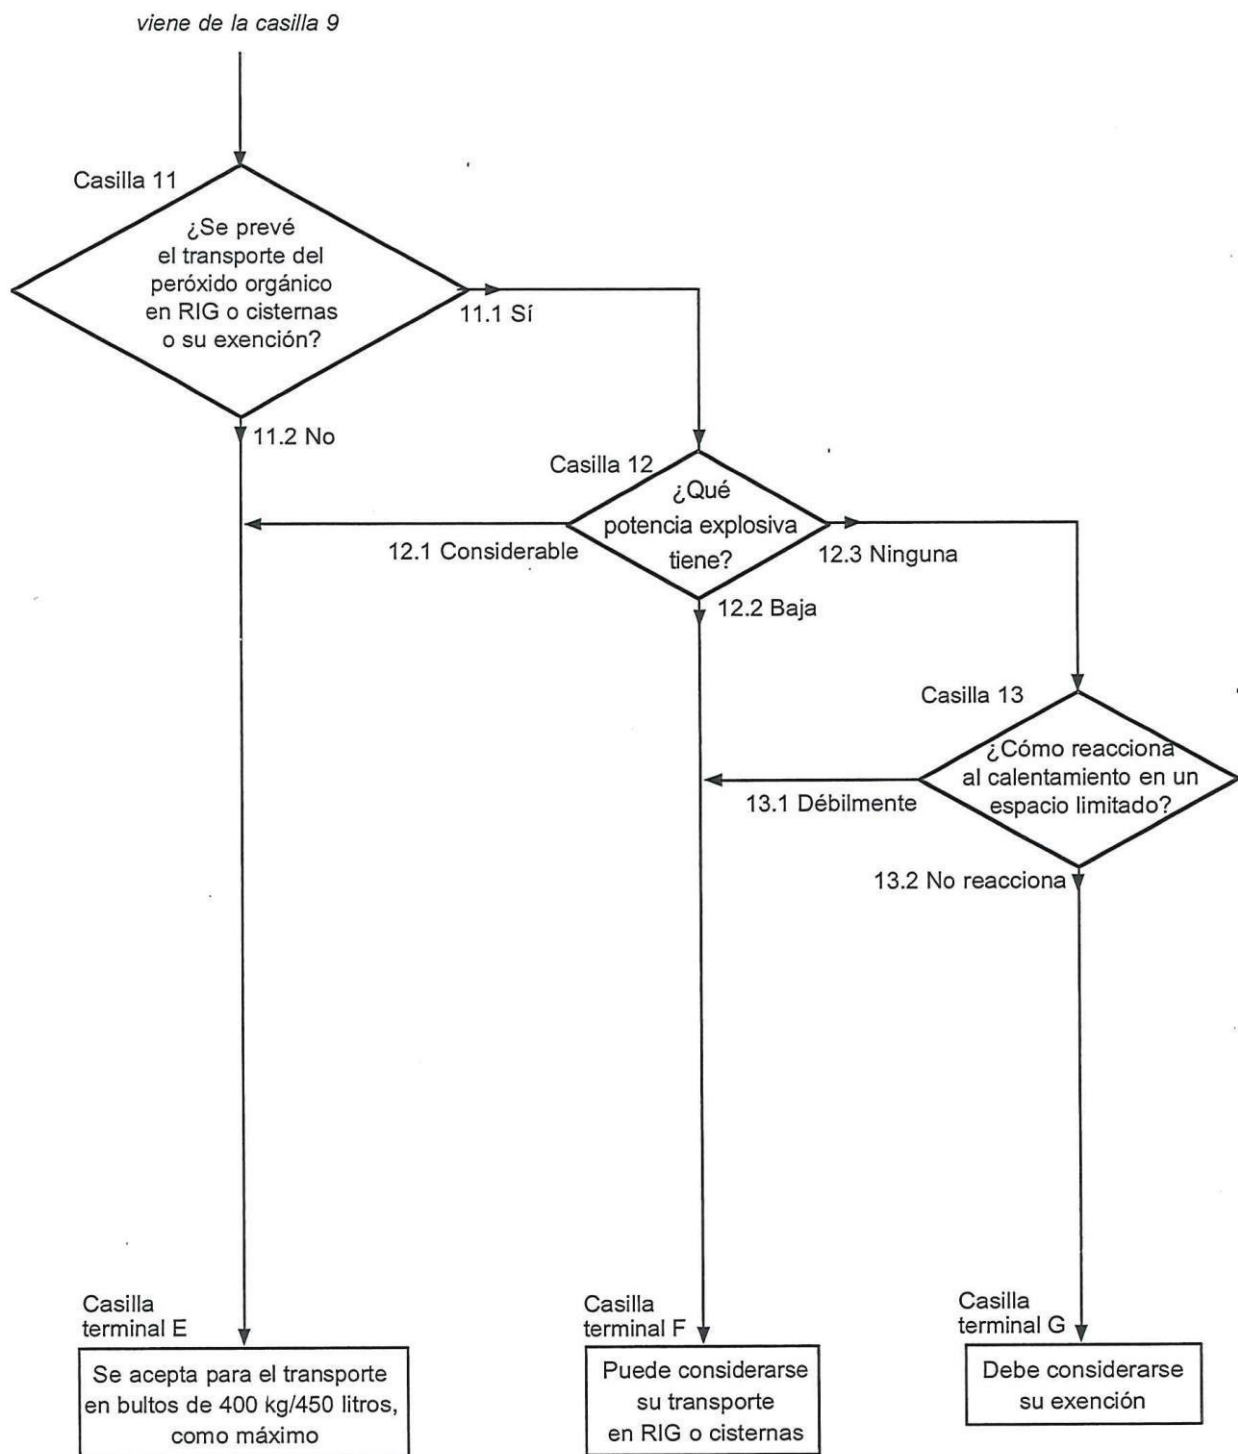 viene de la casilla 9
Casilla 11
¿Se prevé
el transporte del
peróxido orgánico
en RIG o cisternas
o su exención?
11.1 Sí
11.2 No
Casilla 12
¿Qué
potencia explosiva
tiene?
12.1 Considerable
12.3 Ninguna
12.2 Baja
Casilla 13
¿Cómo reacciona
al calentamiento en un
espacio limitado?
13.1 Débilmente
13.2 No reacciona
Casilla
terminal E
Se acepta para el transporte
en bultos de 400 kg/450 litros,
como máximo
Casilla
terminal F
Puede considerarse
su transporte
en RIG o cisternas
Casilla
terminal G
Debe considerarse
su exención